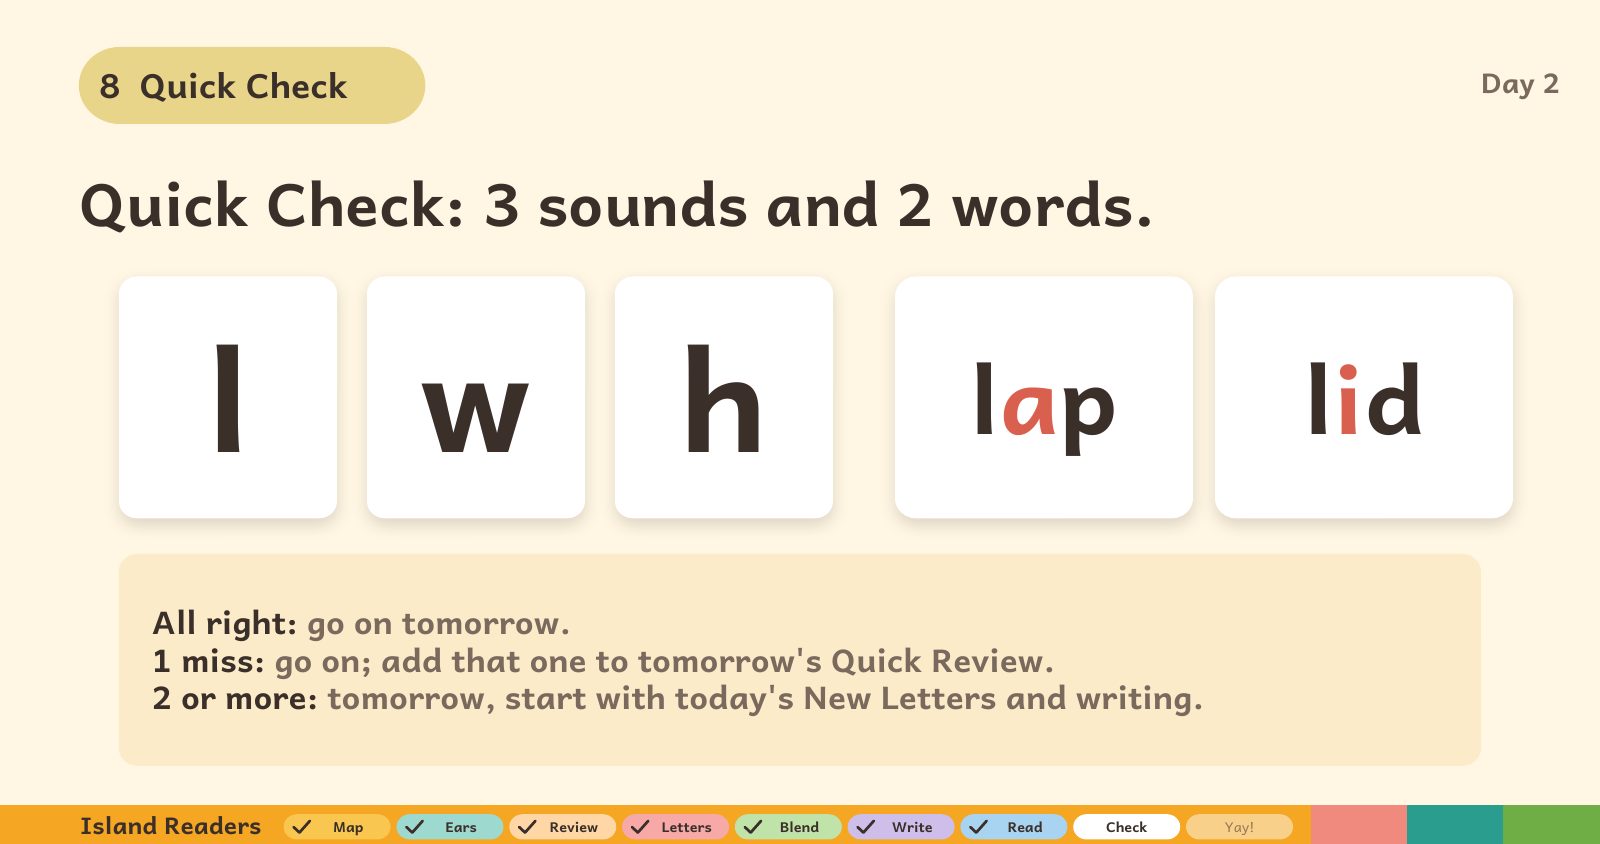 8 Quick Check
Day 2
Quick Check: 3 sounds and 2 words.
l
w
h
lap
lid
All right: go on tomorrow.
1 miss: go on; add that one to tomorrow's Quick Review.
2 or more: tomorrow, start with today's New Letters and writing.
Island Readers
Map
Ears
Review
Letters
Blend
Write
Read
Check
Yay!